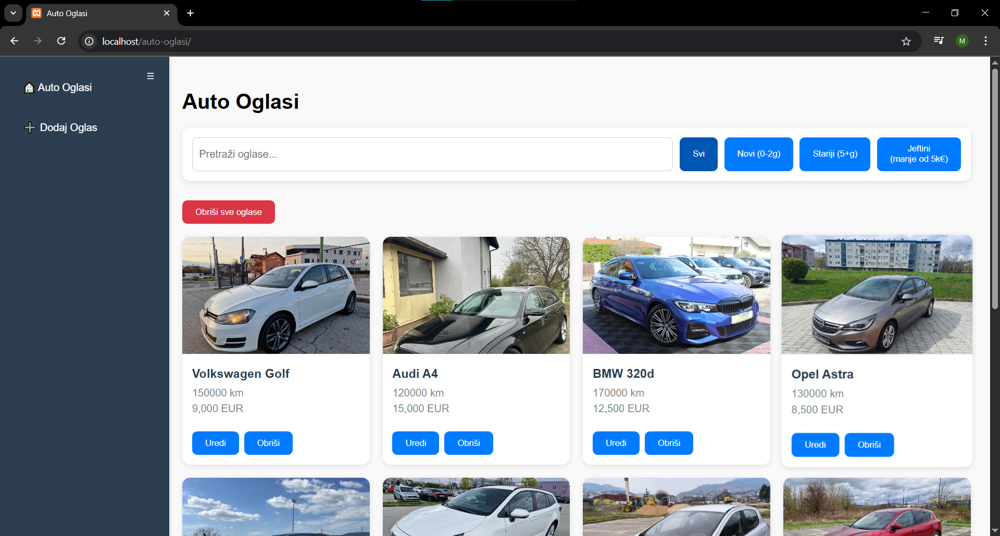 Auto Oglasi
localhost/auto-oglasi/
M
Auto Oglasi
Dodaj Oglas
Auto Oglasi
Pretraži oglase...
Svi
Novi (0-2g)
Stariji (5+g)
Jeftini
(manje od 5k€)
Obriši sve oglase
Volkswagen Golf
150000 km
9,000 EUR
Uredi Obriši
Audi A4
120000 km
15,000 EUR
Uredi Obriši
BMW 320d
170000 km
12,500 EUR
Uredi Obriši
Opel Astra
130000 km
8,500 EUR
Uredi Obriši